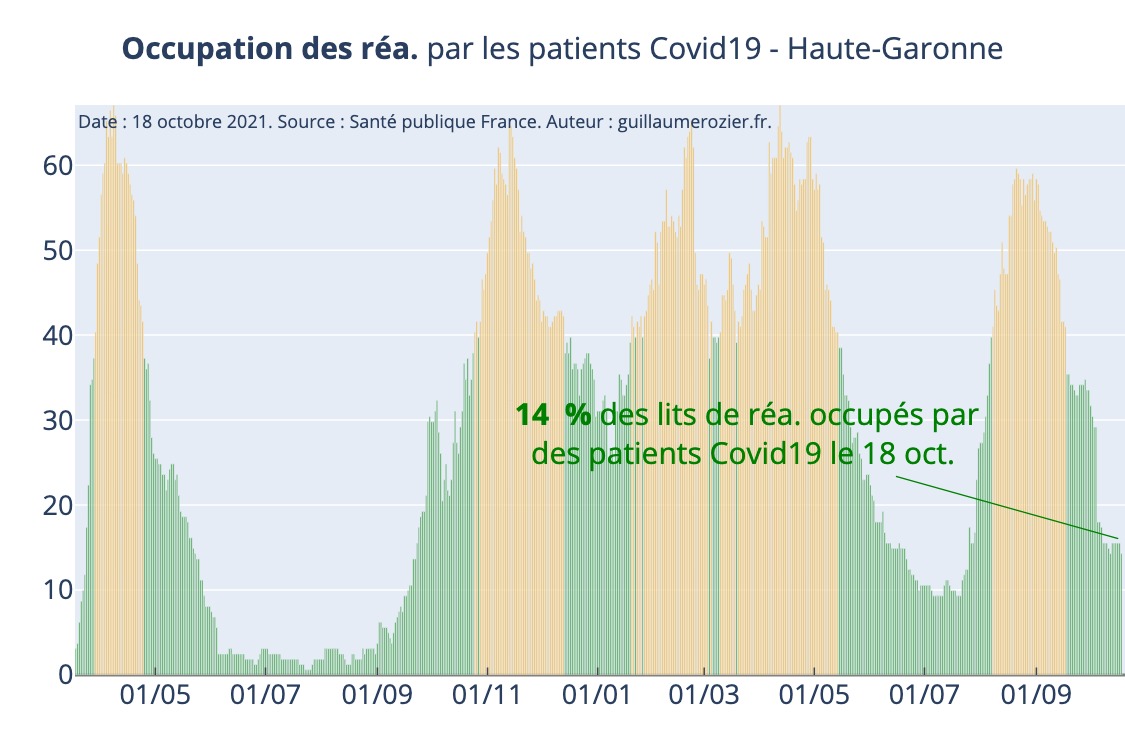 Occupation des réa. par les patients Covid19 - Haute-Garonne
Date : 18 octobre 2021. Source : Santé publique France. Auteur : guillaumerozier.fr.
60
50
40
30
20
10
0
14 % des lits de réa. occupés par
des patients Covid19 le 18 oct.
01/05 01/07 01/09 01/11 01/01 01/03 01/05 01/07 01/09